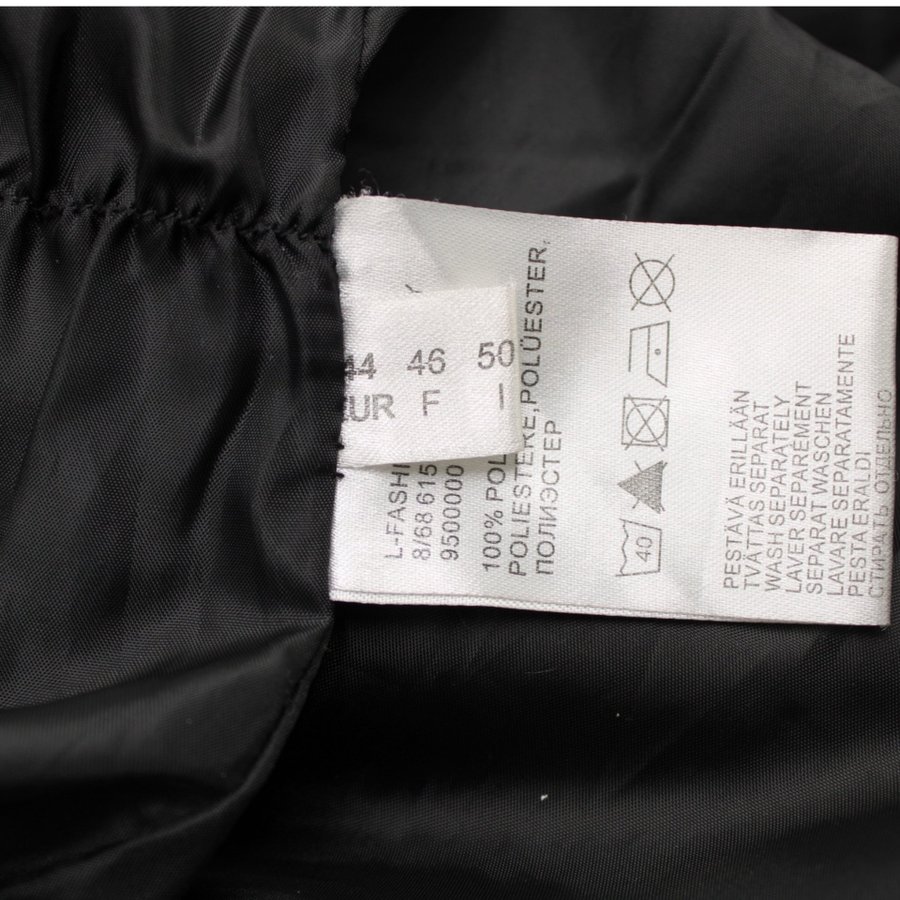 44 46 50
EUR F I
L-FASHI
8/68 615
9500000
100% POL
POLIESTERE, POLÜESTER,
ПОЛИЭСТЕР
40
PESTÄVÄ ERILLÄÄN
TVÄTTAS SEPARAT
WASH SEPARATELY
LAVER SEPAREMENT
SEPARAT WASCHEN
LAVARE SEPARATAMENTE
PESTA ERALDI
СТИРАТЬ ОТДЕЛЬНО